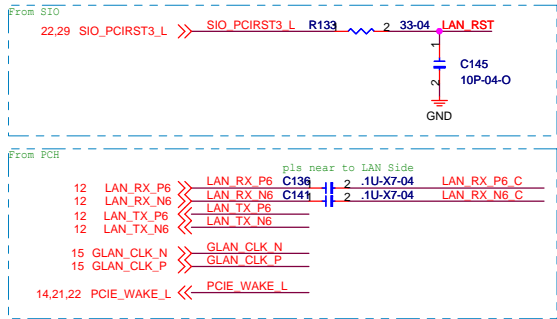 From SIO
22,29 SIO_PCIRST3_L SIO_PCIRST3_L R133 1 2 33-04 LAN_RST
1
C145
10P-04-O
2
GND
From PCH
pls near to LAN Side
12 LAN_RX_P6 LAN_RX_P6 C136 1 2 .1U-X7-04 LAN_RX_P6_C
12 LAN_RX_N6 LAN_RX_N6 C141 1 2 .1U-X7-04 LAN_RX_N6_C
12 LAN_TX_P6 LAN_TX_P6
12 LAN_TX_N6 LAN_TX_N6
15 GLAN_CLK_N GLAN_CLK_N
15 GLAN_CLK_P GLAN_CLK_P
14,21,22 PCIE_WAKE_L PCIE_WAKE_L